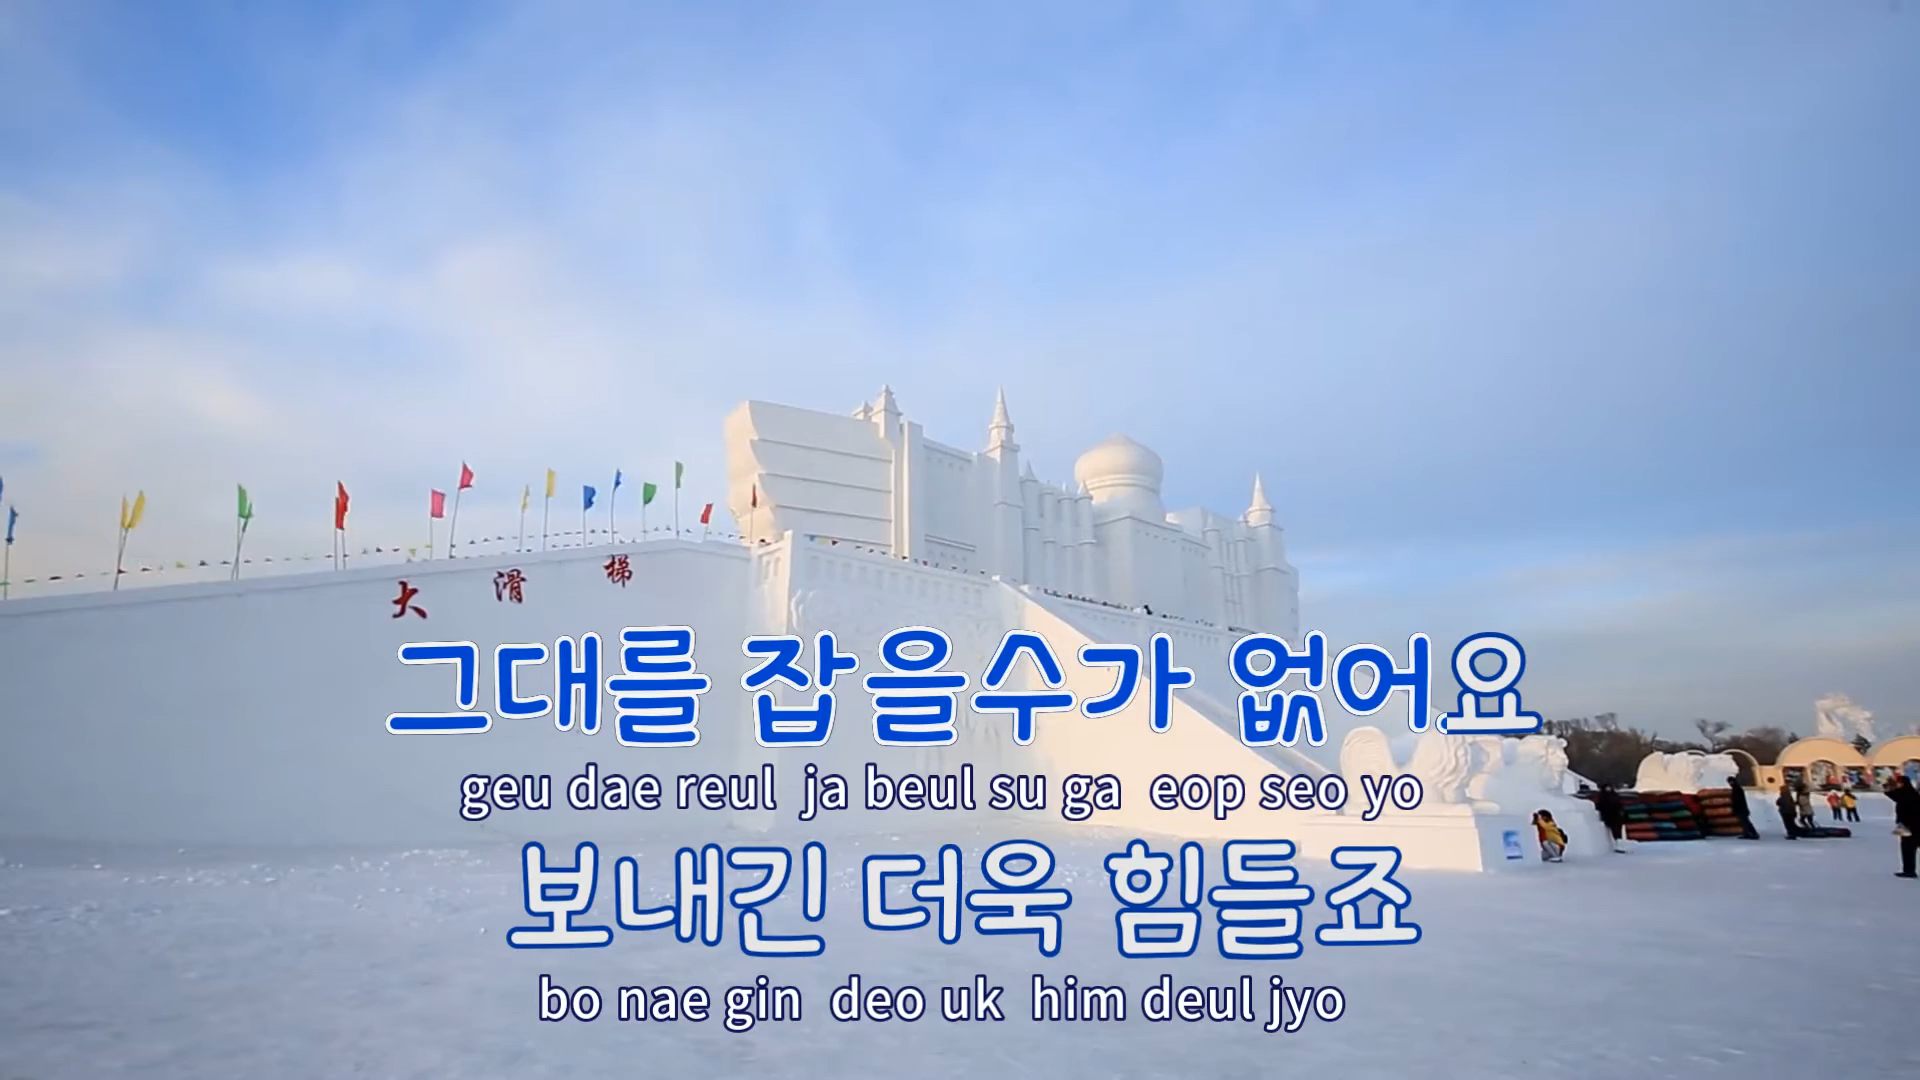 大滑梯
그대를 잡을수가 없어요
geu dae reul ja beul su ga eop seo yo
보내긴 더욱 힘들죠
bo nae gin deo uk him deul jyo